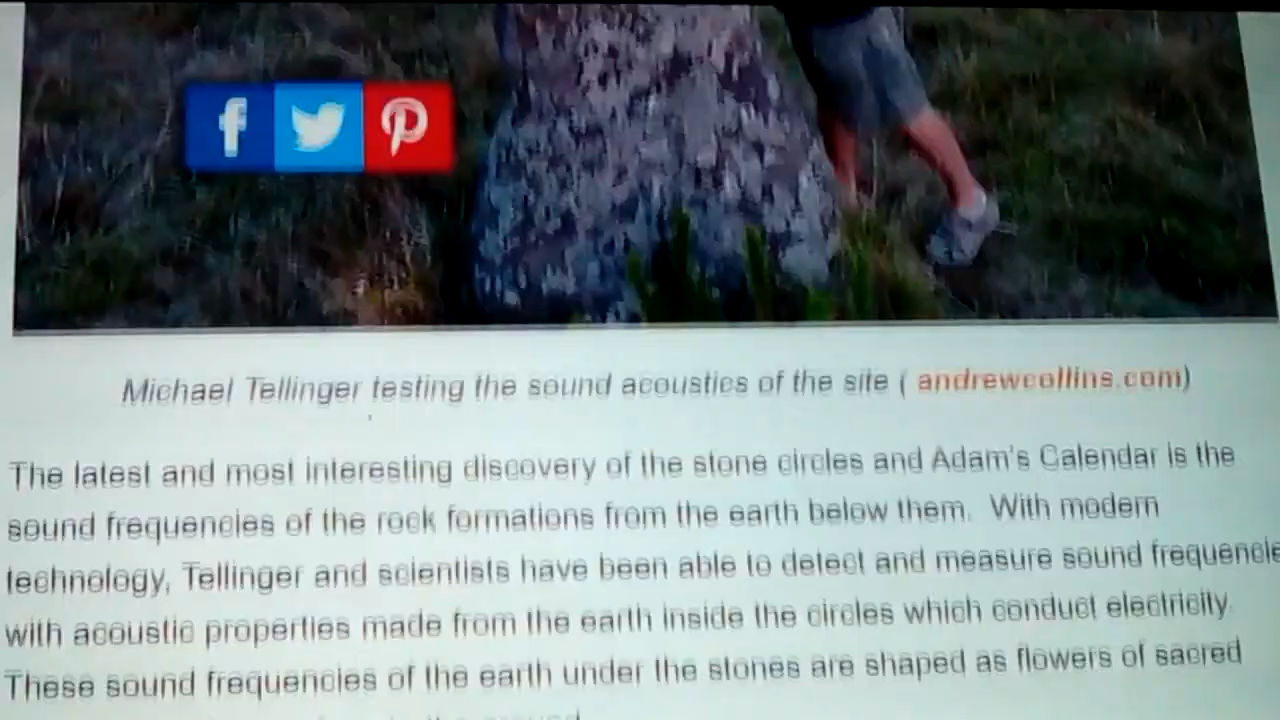 Michael Tellinger testing the sound acoustics of the site ( andrewcollins.com)
The latest and most interesting discovery of the stone circles and Adam's Calendar is the
sound frequencies of the rock formations from the earth below them. With modern
technology, Tellinger and scientists have been able to detect and measure sound frequencie
with acoustic properties made from the earth inside the circles which conduct electricity.
These sound frequencies of the earth under the stones are shaped as flowers of sacred